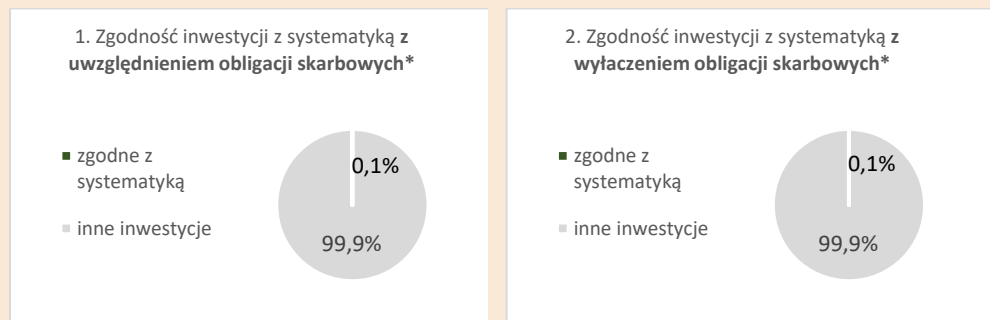 1. Zgodność inwestycji z systematyką z
uwzględnieniem obligacji skarbowych*
zgodne z
systematyką
inne inwestycje
0,1%
99,9%
2. Zgodność inwestycji z systematyką z
wyłaczeniem obligacji skarbowych*
zgodne z
systematyką
inne inwestycje
0,1%
99,9%